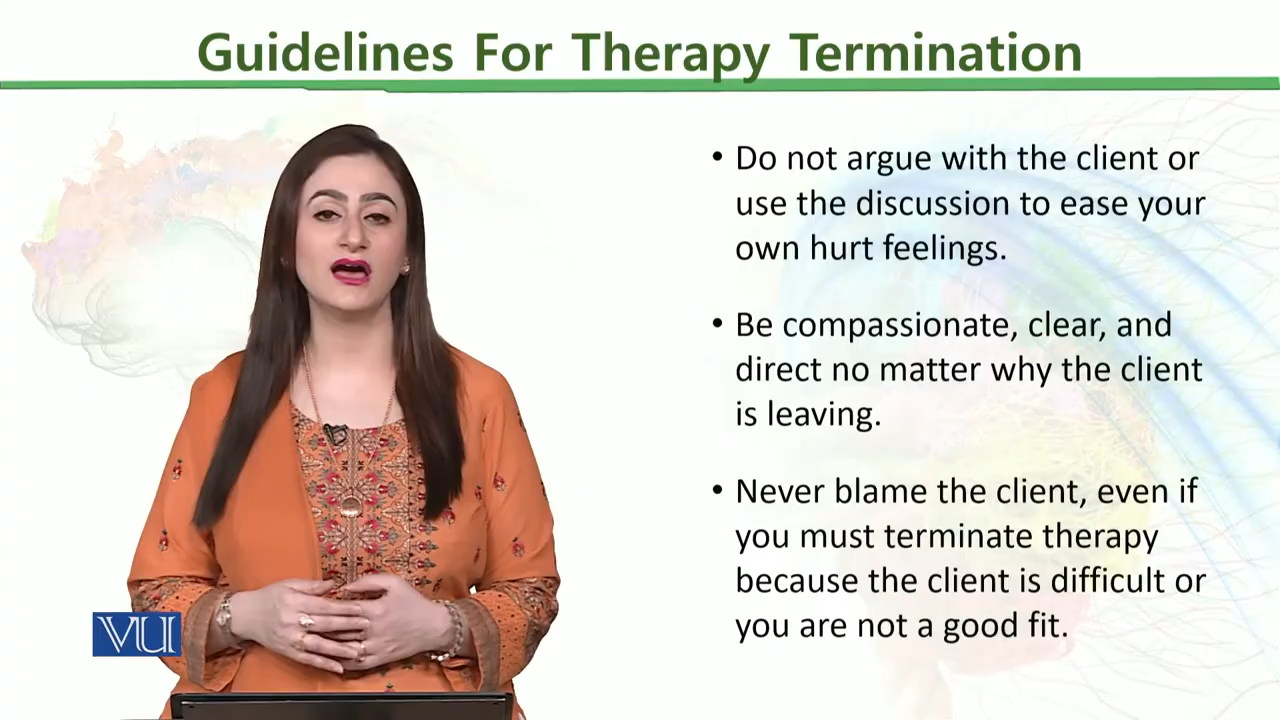 Guidelines For Therapy Termination
• Do not argue with the client or
use the discussion to ease your
own hurt feelings.
• Be compassionate, clear, and
direct no matter why the client
is leaving.
• Never blame the client, even if
you must terminate therapy
because the client is difficult or
you are not a good fit.
VU